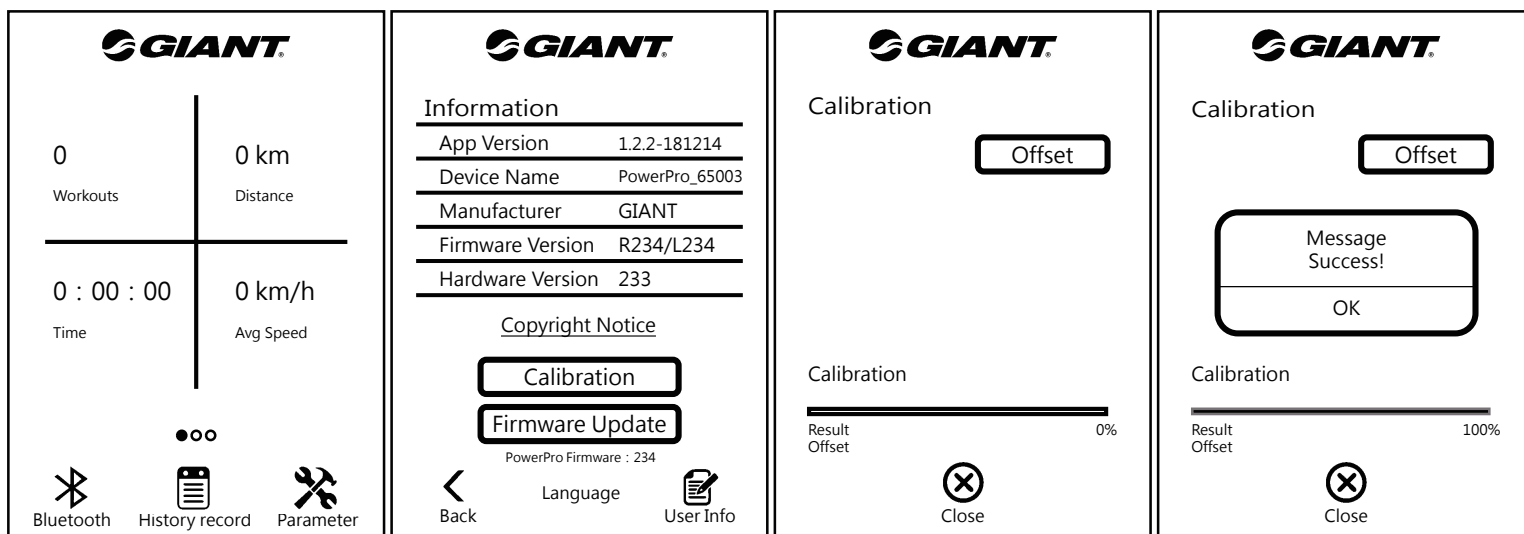 GIANT®
0
Workouts
0 km
Distance
0 : 00 : 00
Time
0 km/h
Avg Speed
Bluetooth
History record
Parameter
GIANT®
Information
App Version 1.2.2-181214
Device Name PowerPro_65003
Manufacturer GIANT
Firmware Version R234/L234
Hardware Version 233
Copyright Notice
Calibration
Firmware Update
PowerPro Firmware : 234
Back
Language
User Info
GIANT®
Calibration
Offset
Calibration
Result 0%
Offset
Close
GIANT®
Calibration
Offset
Message
Success!
OK
Calibration
Result 100%
Offset
Close